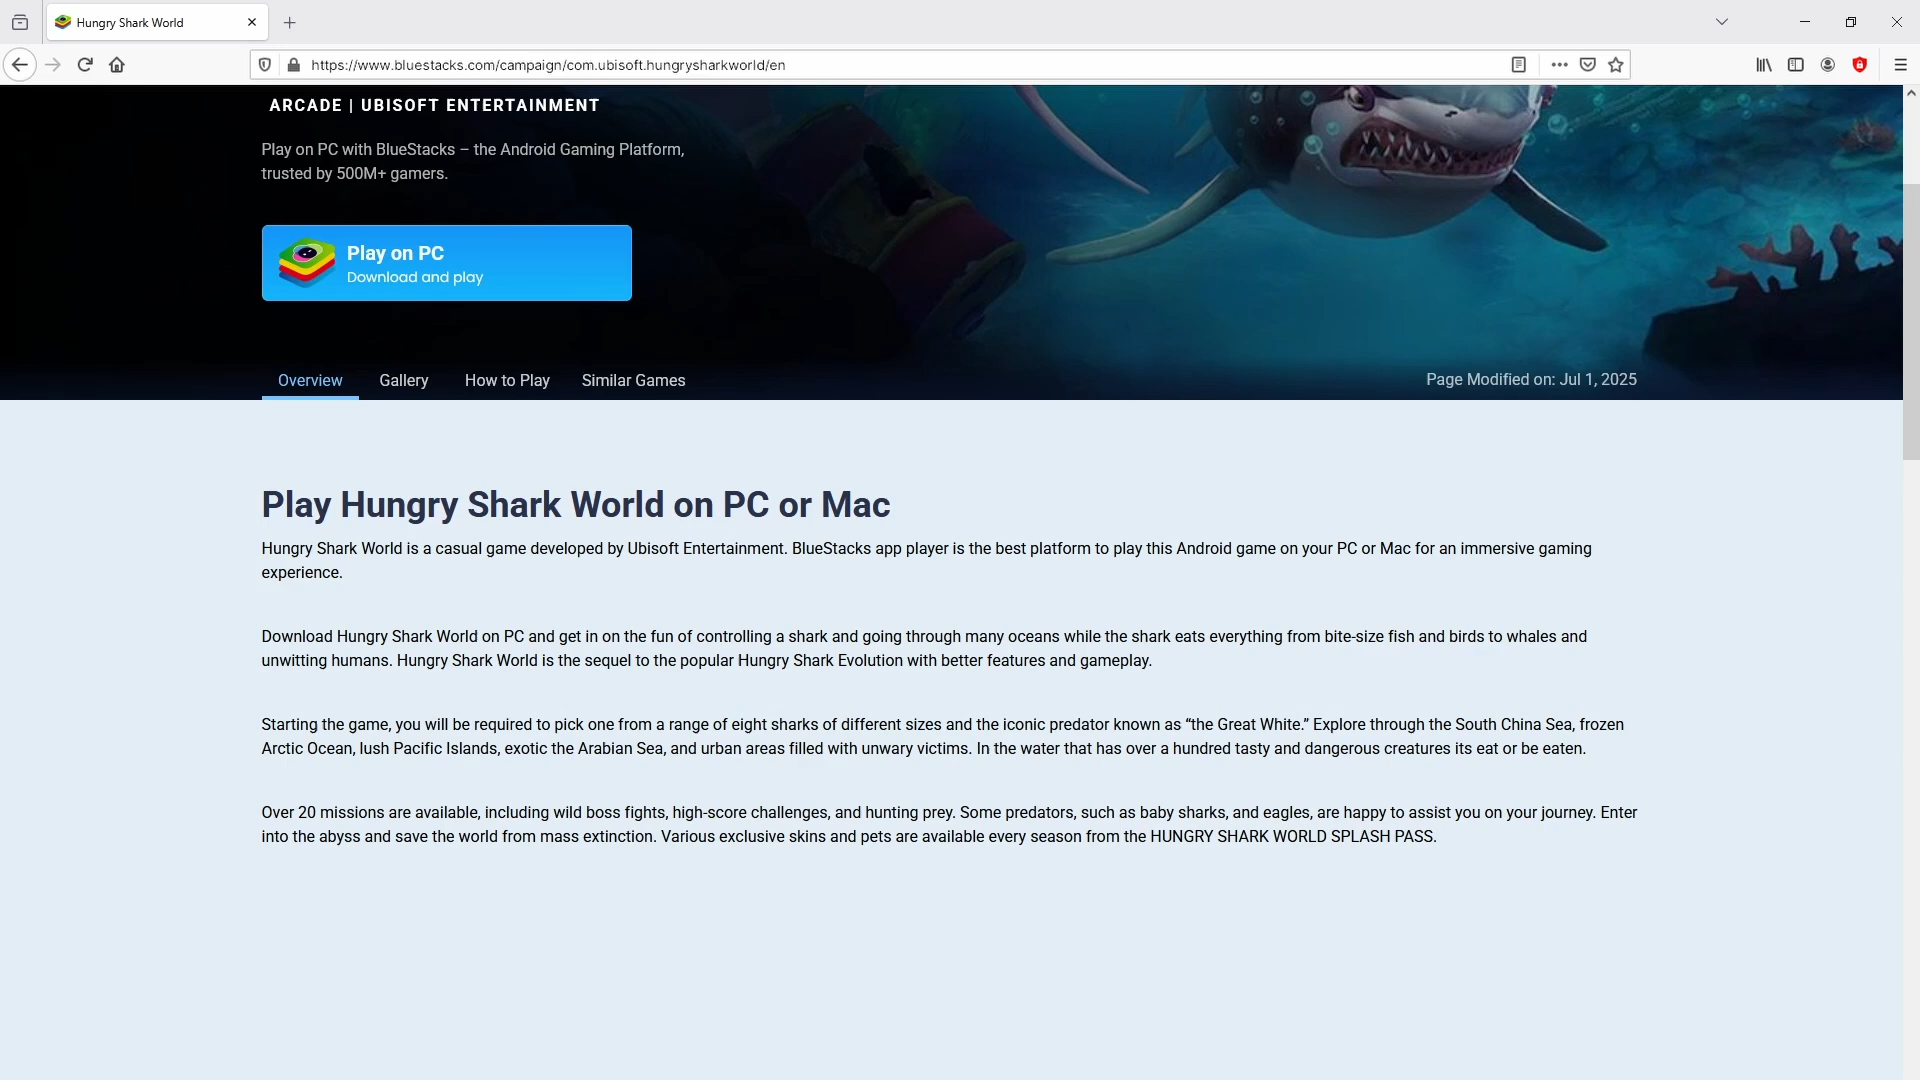 Hungry Shark World
https://www.bluestacks.com/campaign/com.ubisoft.hungrysharkworld/en
ARCADE | UBISOFT ENTERTAINMENT
Play on PC with BlueStacks – the Android Gaming Platform,
trusted by 500M+ gamers.
Play on PC
Download and play
Overview
Gallery
How to Play
Similar Games
Page Modified on: Jul 1, 2025
Play Hungry Shark World on PC or Mac
Hungry Shark World is a casual game developed by Ubisoft Entertainment. BlueStacks app player is the best platform to play this Android game on your PC or Mac for an immersive gaming
experience.
Download Hungry Shark World on PC and get in on the fun of controlling a shark and going through many oceans while the shark eats everything from bite-size fish and birds to whales and
unwitting humans. Hungry Shark World is the sequel to the popular Hungry Shark Evolution with better features and gameplay.
Starting the game, you will be required to pick one from a range of eight sharks of different sizes and the iconic predator known as “the Great White.” Explore through the South China Sea, frozen
Arctic Ocean, lush Pacific Islands, exotic the Arabian Sea, and urban areas filled with unwary victims. In the water that has over a hundred tasty and dangerous creatures its eat or be eaten.
Over 20 missions are available, including wild boss fights, high-score challenges, and hunting prey. Some predators, such as baby sharks, and eagles, are happy to assist you on your journey. Enter
into the abyss and save the world from mass extinction. Various exclusive skins and pets are available every season from the HUNGRY SHARK WORLD SPLASH PASS.